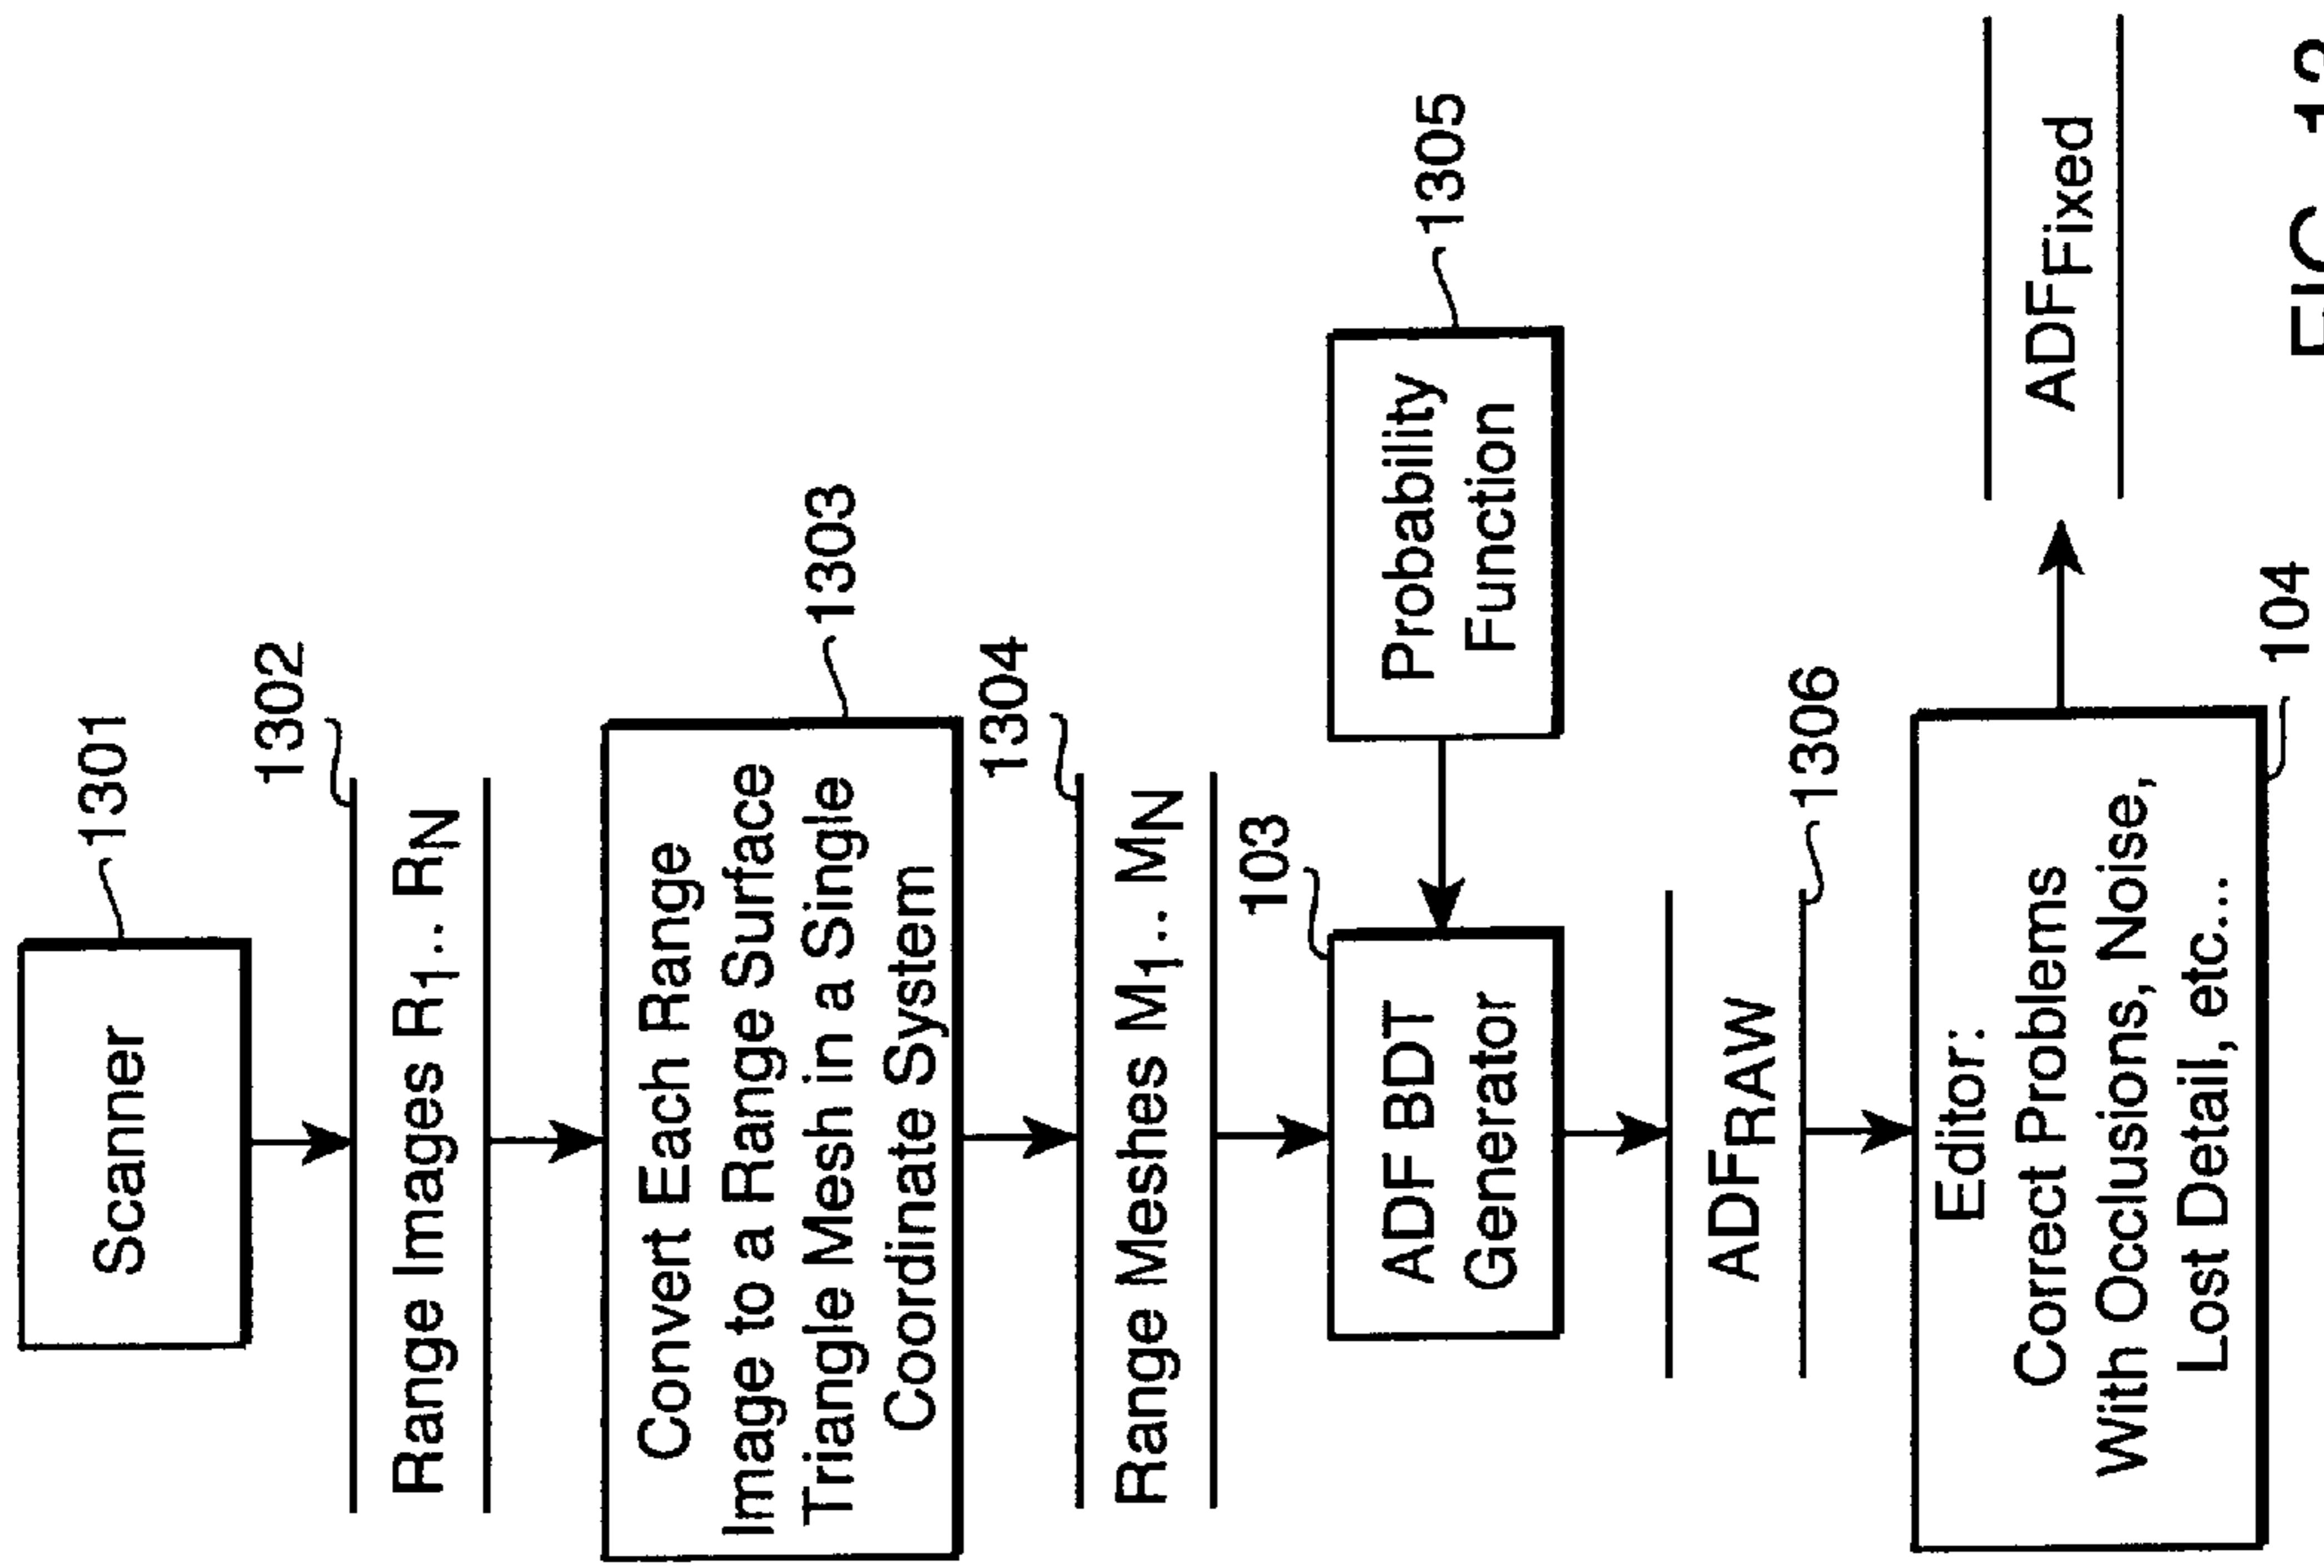 Scanner
1301
1302
Range Images R1.. RN
Convert Each Range
Image to a Range Surface
Triangle Mesh in a Single
Coordinate System
1303
1304
Range Meshes M1.. MN
103
ADF BDT
Generator
Probability
Function
1305
ADFRAW
1306
Editor:
Correct Problems
With Occlusions, Noise,
Lost Detail, etc...
104
ADFFixed